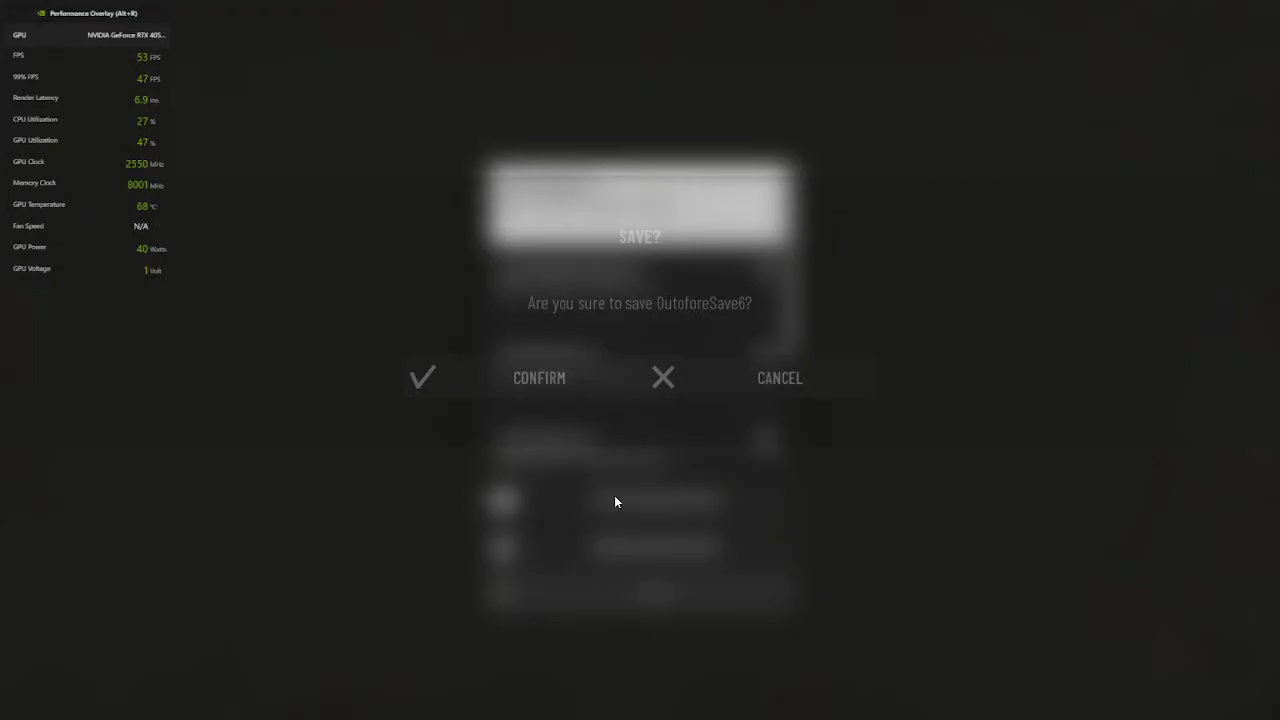 Performance Overlay (Alt+R)
GPU NVIDIA GeForce RTX 405...
FPS 53 FPS
99% FPS 47 FPS
Render Latency 6.9 ms
CPU Utilization 27 %
GPU Utilization 47 %
GPU Clock 2550 MHz
Memory Clock 8001 MHz
GPU Temperature 68 °C
Fan Speed N/A
GPU Power 40 Watts
GPU Voltage 1 Volt
SAVE?
Are you sure to save OutoforeSave6?
CONFIRM CANCEL